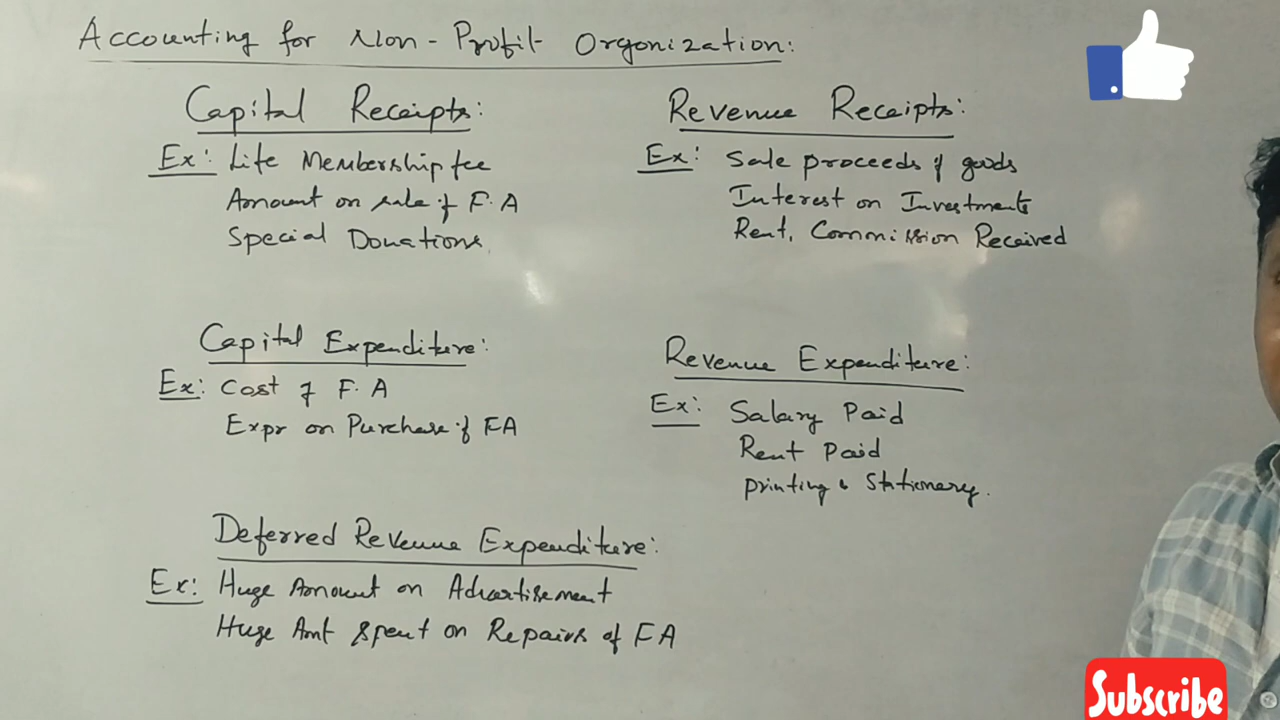 Accounting for Non-Profit Orgonization:
Capital Receipts:
Ex: Life Membership fee
Amount on sale of F.A
Special Donations
Revenue Receipts:
Ex: Sale proceeds of goods
Interest on Investments
Rent, Commission Received
Capital Expenditure:
Ex: Cost of F.A
Expr on Purchase of FA
Revenue Expenditure:
Ex: Salary Paid
Rent Paid
Printing & Stationery.
Deferred Revenue Expenditure:
Ex: Huge Amount on Advertisement
Huge Amt Spent on Repairs of FA
Subscribe